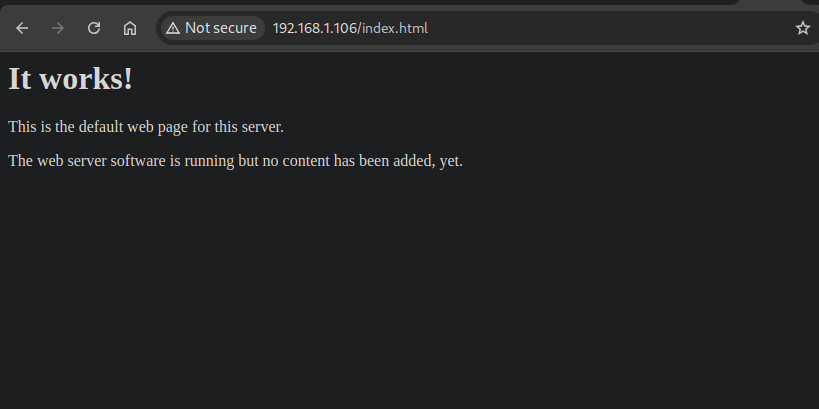 Not secure 192.168.1.106/index.html
It works!
This is the default web page for this server.
The web server software is running but no content has been added, yet.